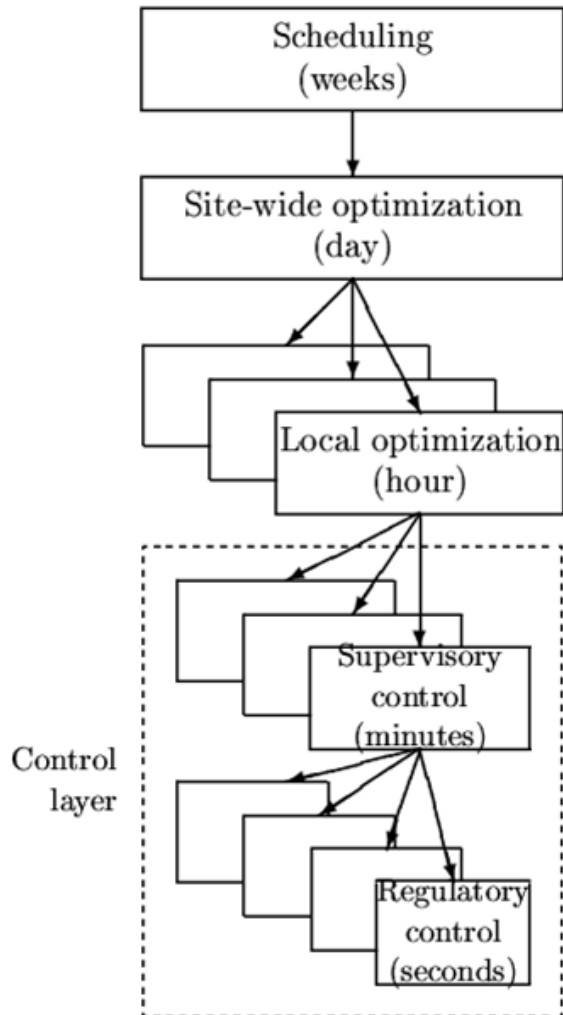 Scheduling
(weeks)
Site-wide optimization
(day)
Local optimization
(hour)
Supervisory
control
(minutes)
Control
layer
Regulatory
control
(seconds)